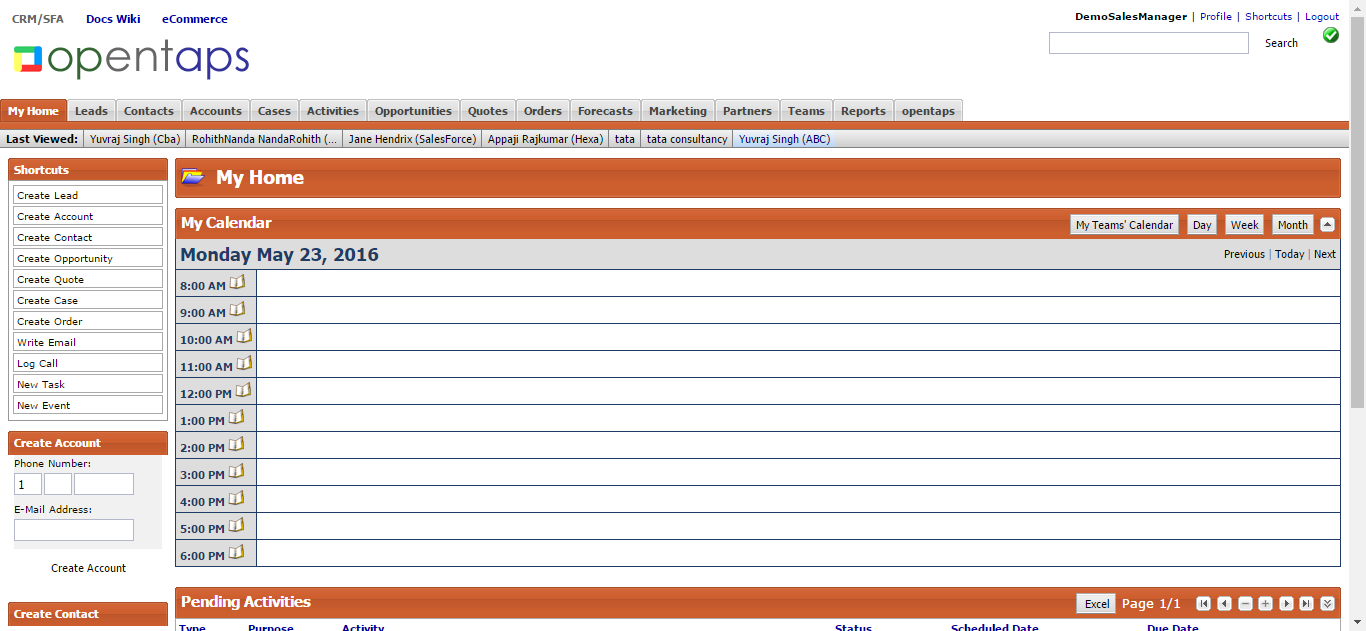 CRM/SFA Docs Wiki eCommerce
DemoSalesManager | Profile | Shortcuts | Logout
opentaps
Search
My Home Leads Contacts Accounts Cases Activities Opportunities Quotes Orders Forecasts Marketing Partners Teams Reports opentaps
Last Viewed: Yuvraj Singh (Cba) RohithNanda NandaRohith (... Jane Hendrix (SalesForce) Appaji Rajkumar (Hexa) tata tata consultancy Yuvraj Singh (ABC)
Shortcuts
Create Lead
Create Account
Create Contact
Create Opportunity
Create Quote
Create Case
Create Order
Write Email
Log Call
New Task
New Event
Create Account
Phone Number:
1
E-Mail Address:
Create Account
Create Contact
My Home
My Calendar
My Teams' Calendar Day Week Month
Monday May 23, 2016
Previous | Today | Next
8:00 AM
9:00 AM
10:00 AM
11:00 AM
12:00 PM
1:00 PM
2:00 PM
3:00 PM
4:00 PM
5:00 PM
6:00 PM
Pending Activities
Excel Page 1/1
Type Purpose Activity Status Scheduled Date Due Date